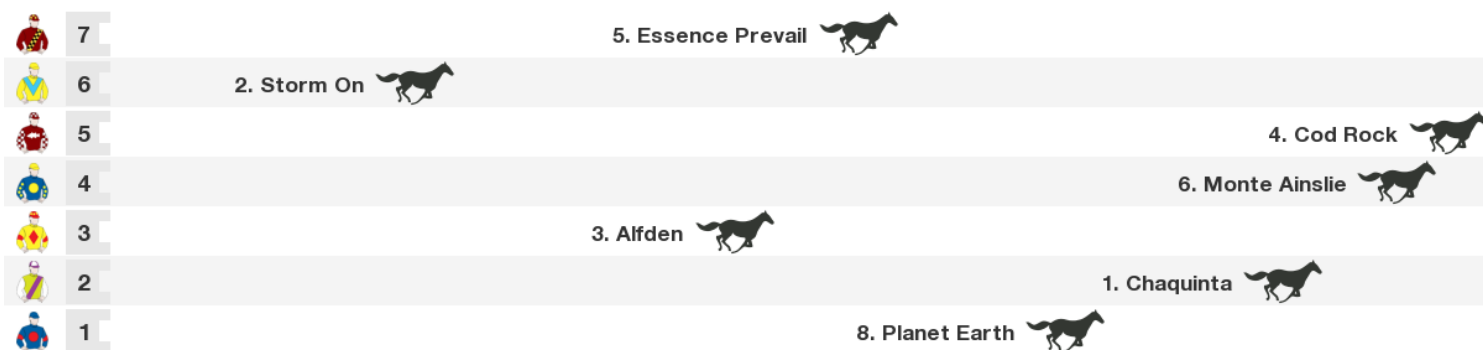 7 5. Essence Prevail
6 2. Storm On
5 4. Cod Rock
4 6. Monte Ainslie
3 3. Alfden
2 1. Chaquinta
1 8. Planet Earth